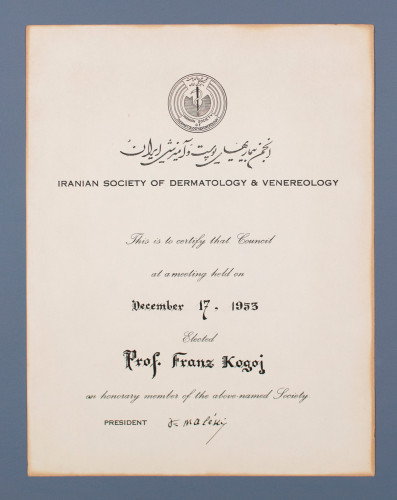 انجمن بیماریهای پوست و آمیزشی ایران
IRANIAN SOCIETY OF DERMATOLOGY & VENEREOLOGY
This is to certify that Council
at a meeting held on
December 17. 1953
Elected
Prof. Franz Kogoj
an honorary member of the above-named Society.
PRESIDENT